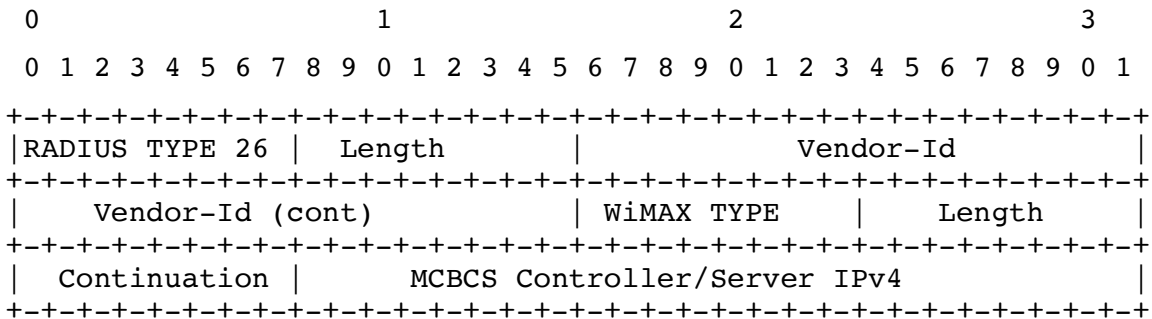 0                   1                   2                   3
0 1 2 3 4 5 6 7 8 9 0 1 2 3 4 5 6 7 8 9 0 1 2 3 4 5 6 7 8 9 0 1
+-+-+-+-+-+-+-+-+-+-+-+-+-+-+-+-+-+-+-+-+-+-+-+-+-+-+-+-+-+-+-+-+
|RADIUS TYPE 26 |  Length       |            Vendor-Id          |
+-+-+-+-+-+-+-+-+-+-+-+-+-+-+-+-+-+-+-+-+-+-+-+-+-+-+-+-+-+-+-+-+
|    Vendor-Id (cont)           | WiMAX TYPE    |    Length     |
+-+-+-+-+-+-+-+-+-+-+-+-+-+-+-+-+-+-+-+-+-+-+-+-+-+-+-+-+-+-+-+-+
|  Continuation |      MCBCS Controller/Server IPv4             |
+-+-+-+-+-+-+-+-+-+-+-+-+-+-+-+-+-+-+-+-+-+-+-+-+-+-+-+-+-+-+-+-+